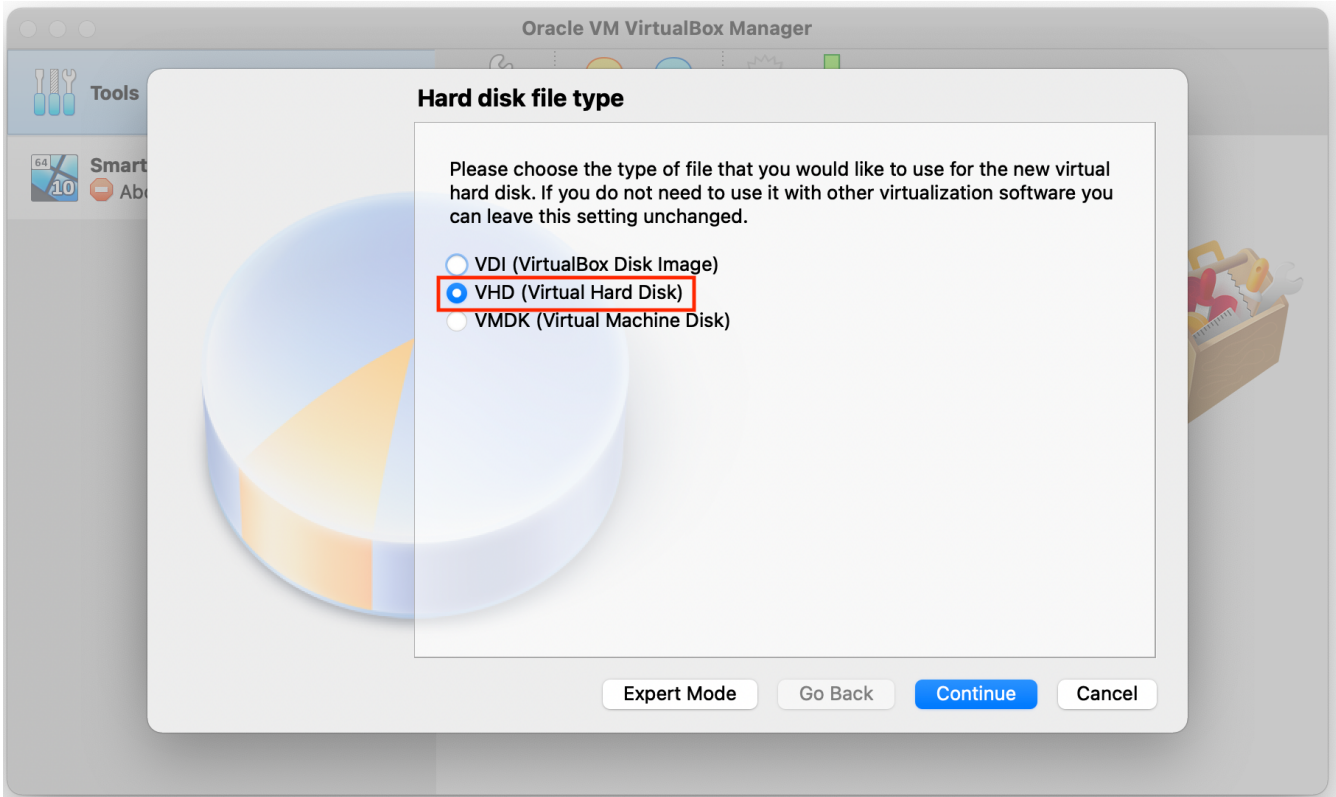 Oracle VM VirtualBox Manager
Tools
Hard disk file type
64
10
Smart
Abo
Please choose the type of file that you would like to use for the new virtual
hard disk. If you do not need to use it with other virtualization software you
can leave this setting unchanged.
VDI (VirtualBox Disk Image)
VHD (Virtual Hard Disk)
VMDK (Virtual Machine Disk)
Expert Mode
Go Back
Continue
Cancel